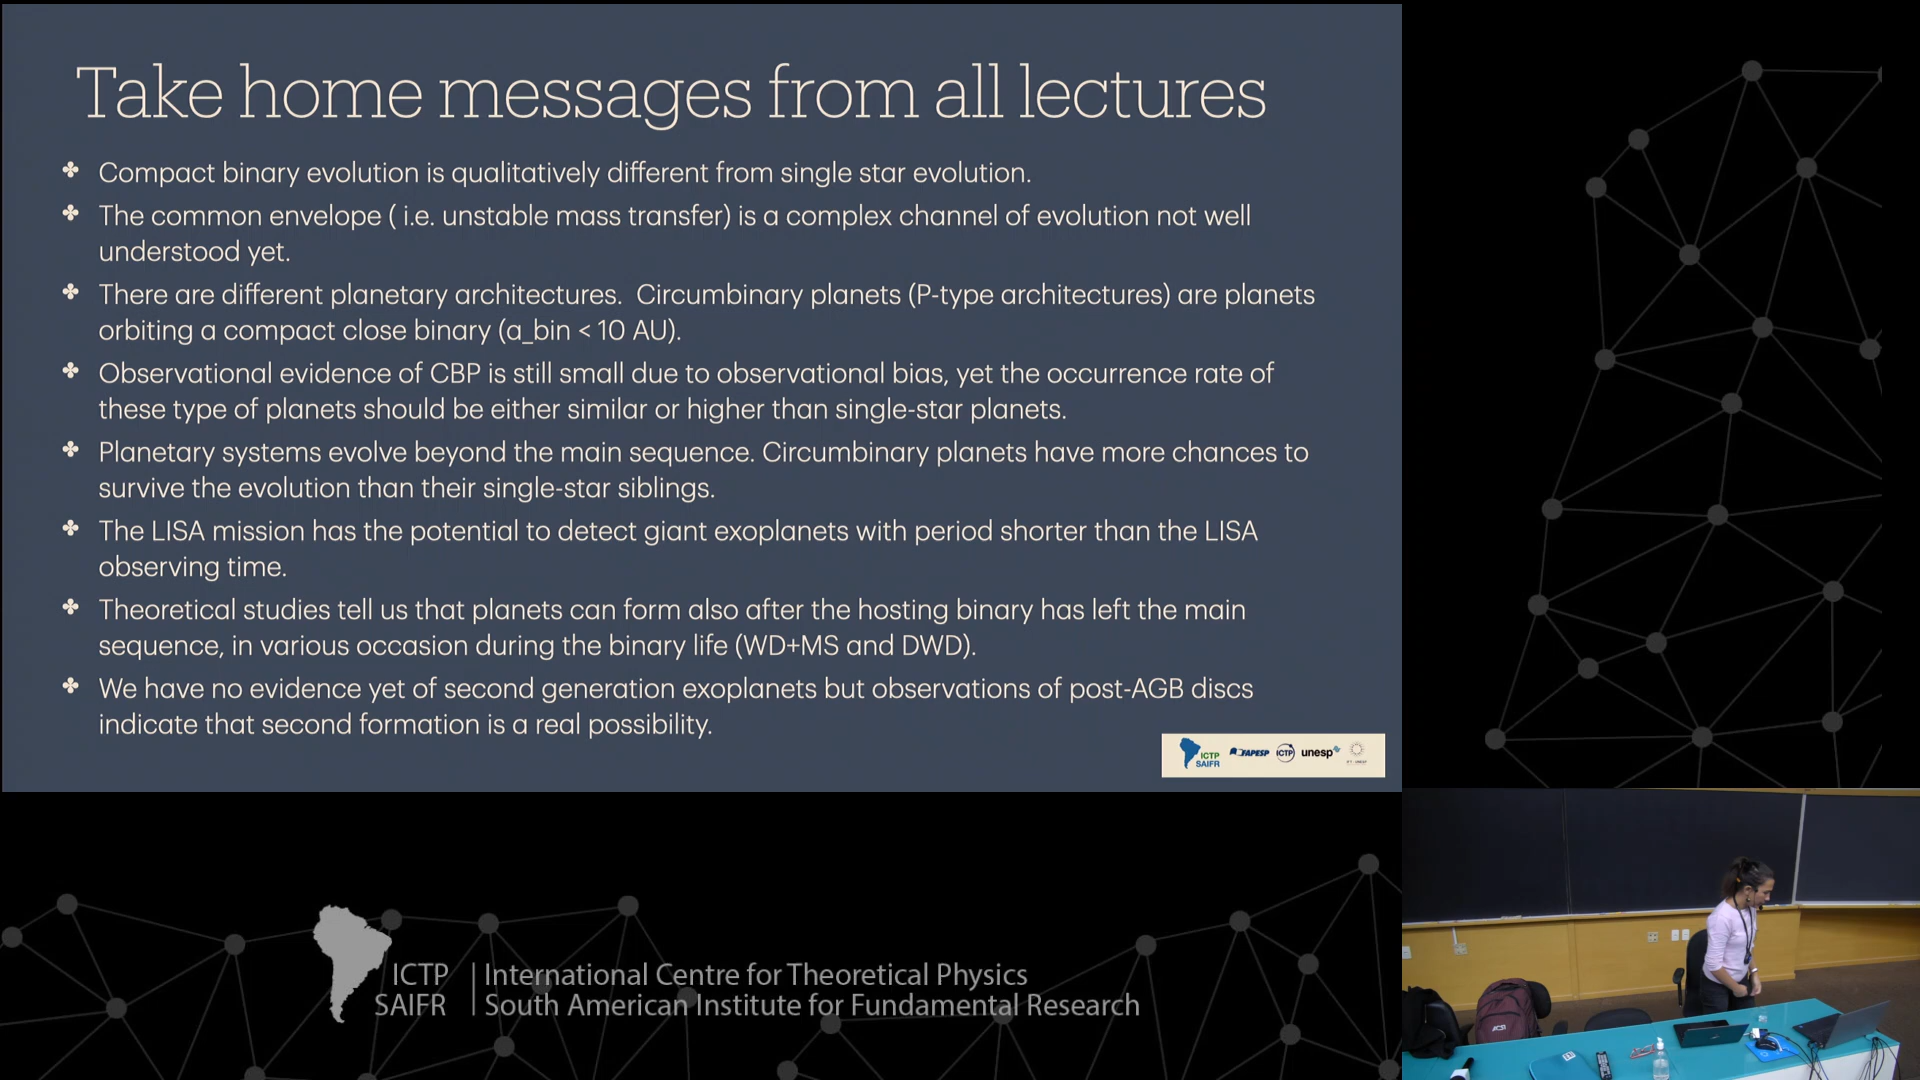 Take home messages from all lectures
✤ Compact binary evolution is qualitatively different from single star evolution.
✤ The common envelope ( i.e. unstable mass transfer) is a complex channel of evolution not well
understood yet.
✤ There are different planetary architectures. Circumbinary planets (P-type architectures) are planets
orbiting a compact close binary (a_bin < 10 AU).
✤ Observational evidence of CBP is still small due to observational bias, yet the occurrence rate of
these type of planets should be either similar or higher than single-star planets.
✤ Planetary systems evolve beyond the main sequence. Circumbinary planets have more chances to
survive the evolution than their single-star siblings.
✤ The LISA mission has the potential to detect giant exoplanets with period shorter than the LISA
observing time.
✤ Theoretical studies tell us that planets can form also after the hosting binary has left the main
sequence, in various occasion during the binary life (WD+MS and DWD).
✤ We have no evidence yet of second generation exoplanets but observations of post-AGB discs
indicate that second formation is a real possibility.
ICTP
SAIFR
FAPESP
ICTP
unesp
ICTP | International Centre for Theoretical Physics
SAIFR | South American Institute for Fundamental Research